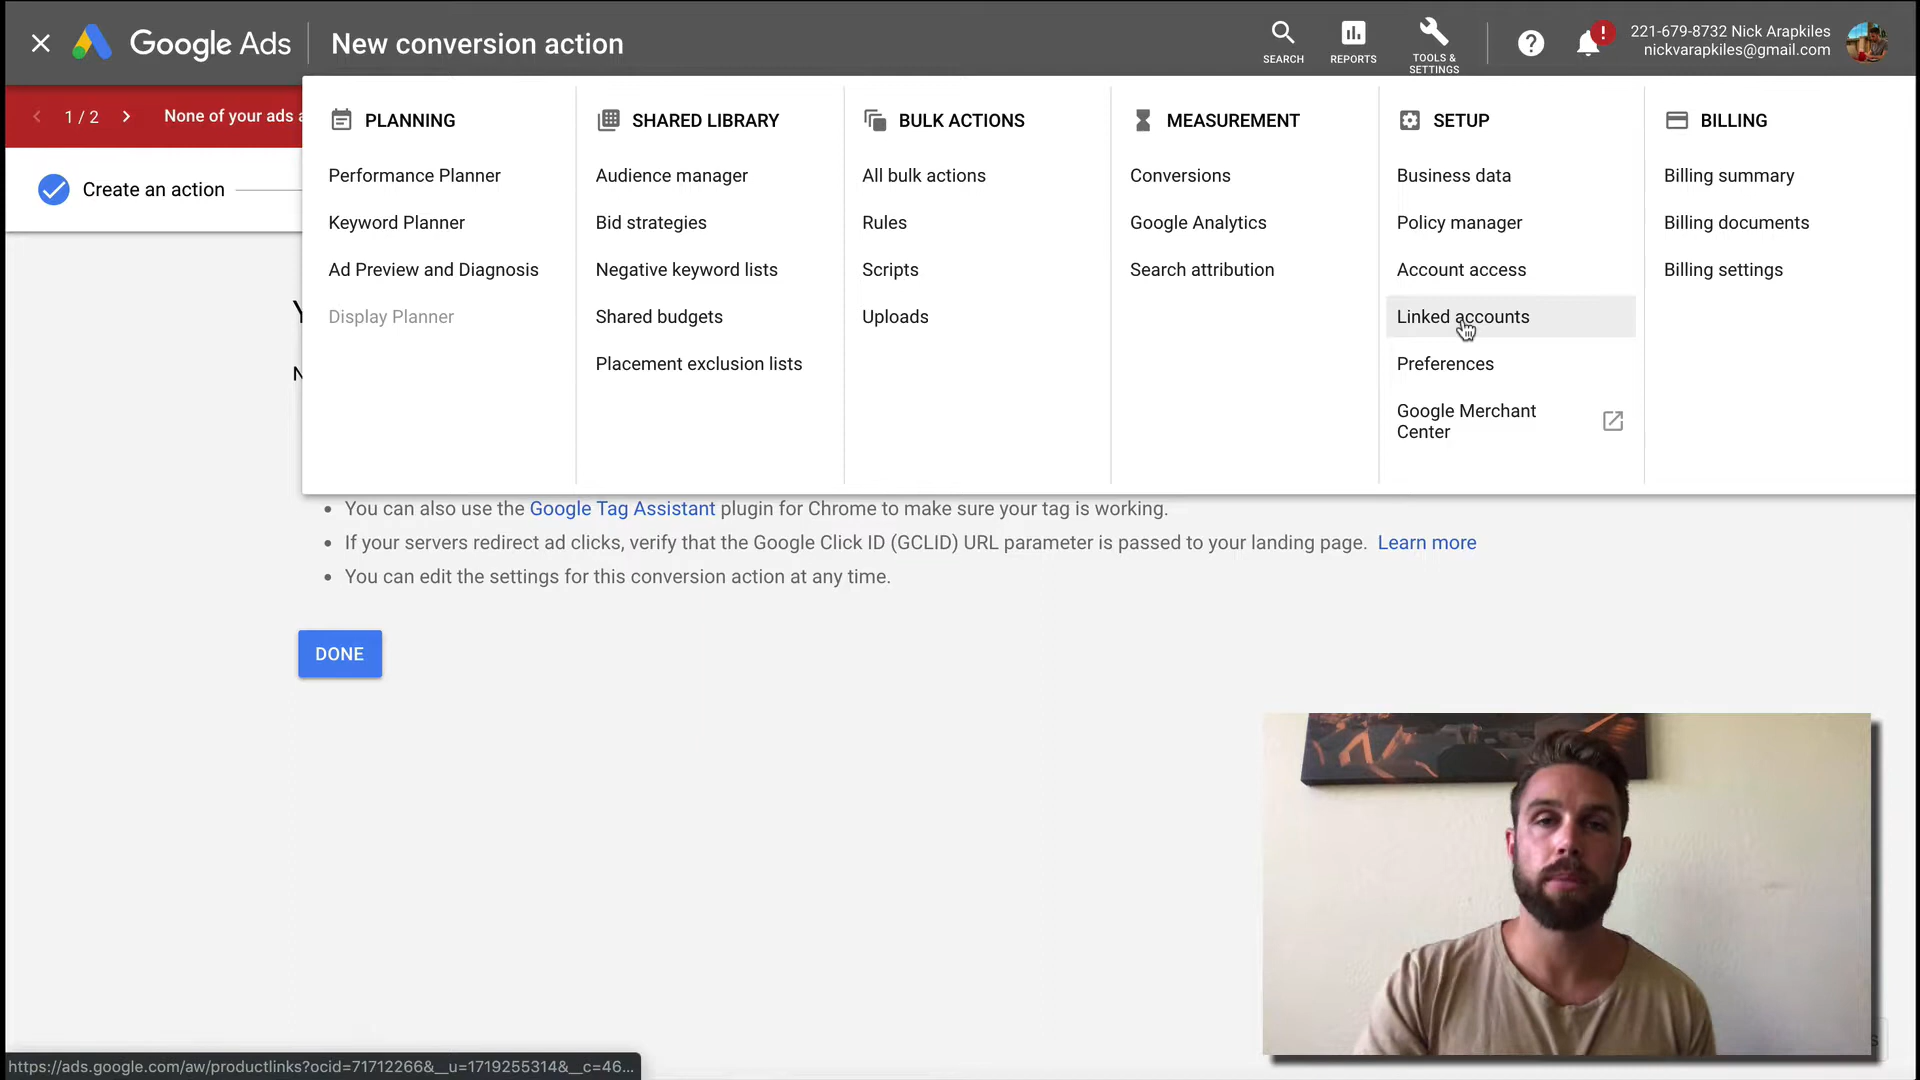 Google Ads
New conversion action
SEARCH
REPORTS
TOOLS &
SETTINGS
221-679-8732 Nick Arapkiles
nickvarapkiles@gmail.com
1 / 2
None of your ads
Create an action
PLANNING
Performance Planner
Keyword Planner
Ad Preview and Diagnosis
Display Planner
SHARED LIBRARY
Audience manager
Bid strategies
Negative keyword lists
Shared budgets
Placement exclusion lists
BULK ACTIONS
All bulk actions
Rules
Scripts
Uploads
MEASUREMENT
Conversions
Google Analytics
Search attribution
SETUP
Business data
Policy manager
Account access
Linked accounts
Preferences
Google Merchant
Center
BILLING
Billing summary
Billing documents
Billing settings
You can also use the Google Tag Assistant plugin for Chrome to make sure your tag is working.
If your servers redirect ad clicks, verify that the Google Click ID (GCLID) URL parameter is passed to your landing page. Learn more
You can edit the settings for this conversion action at any time.
DONE
https://ads.google.com/aw/productlinks?ocid=71712266&__u=1719255314&__c=46...